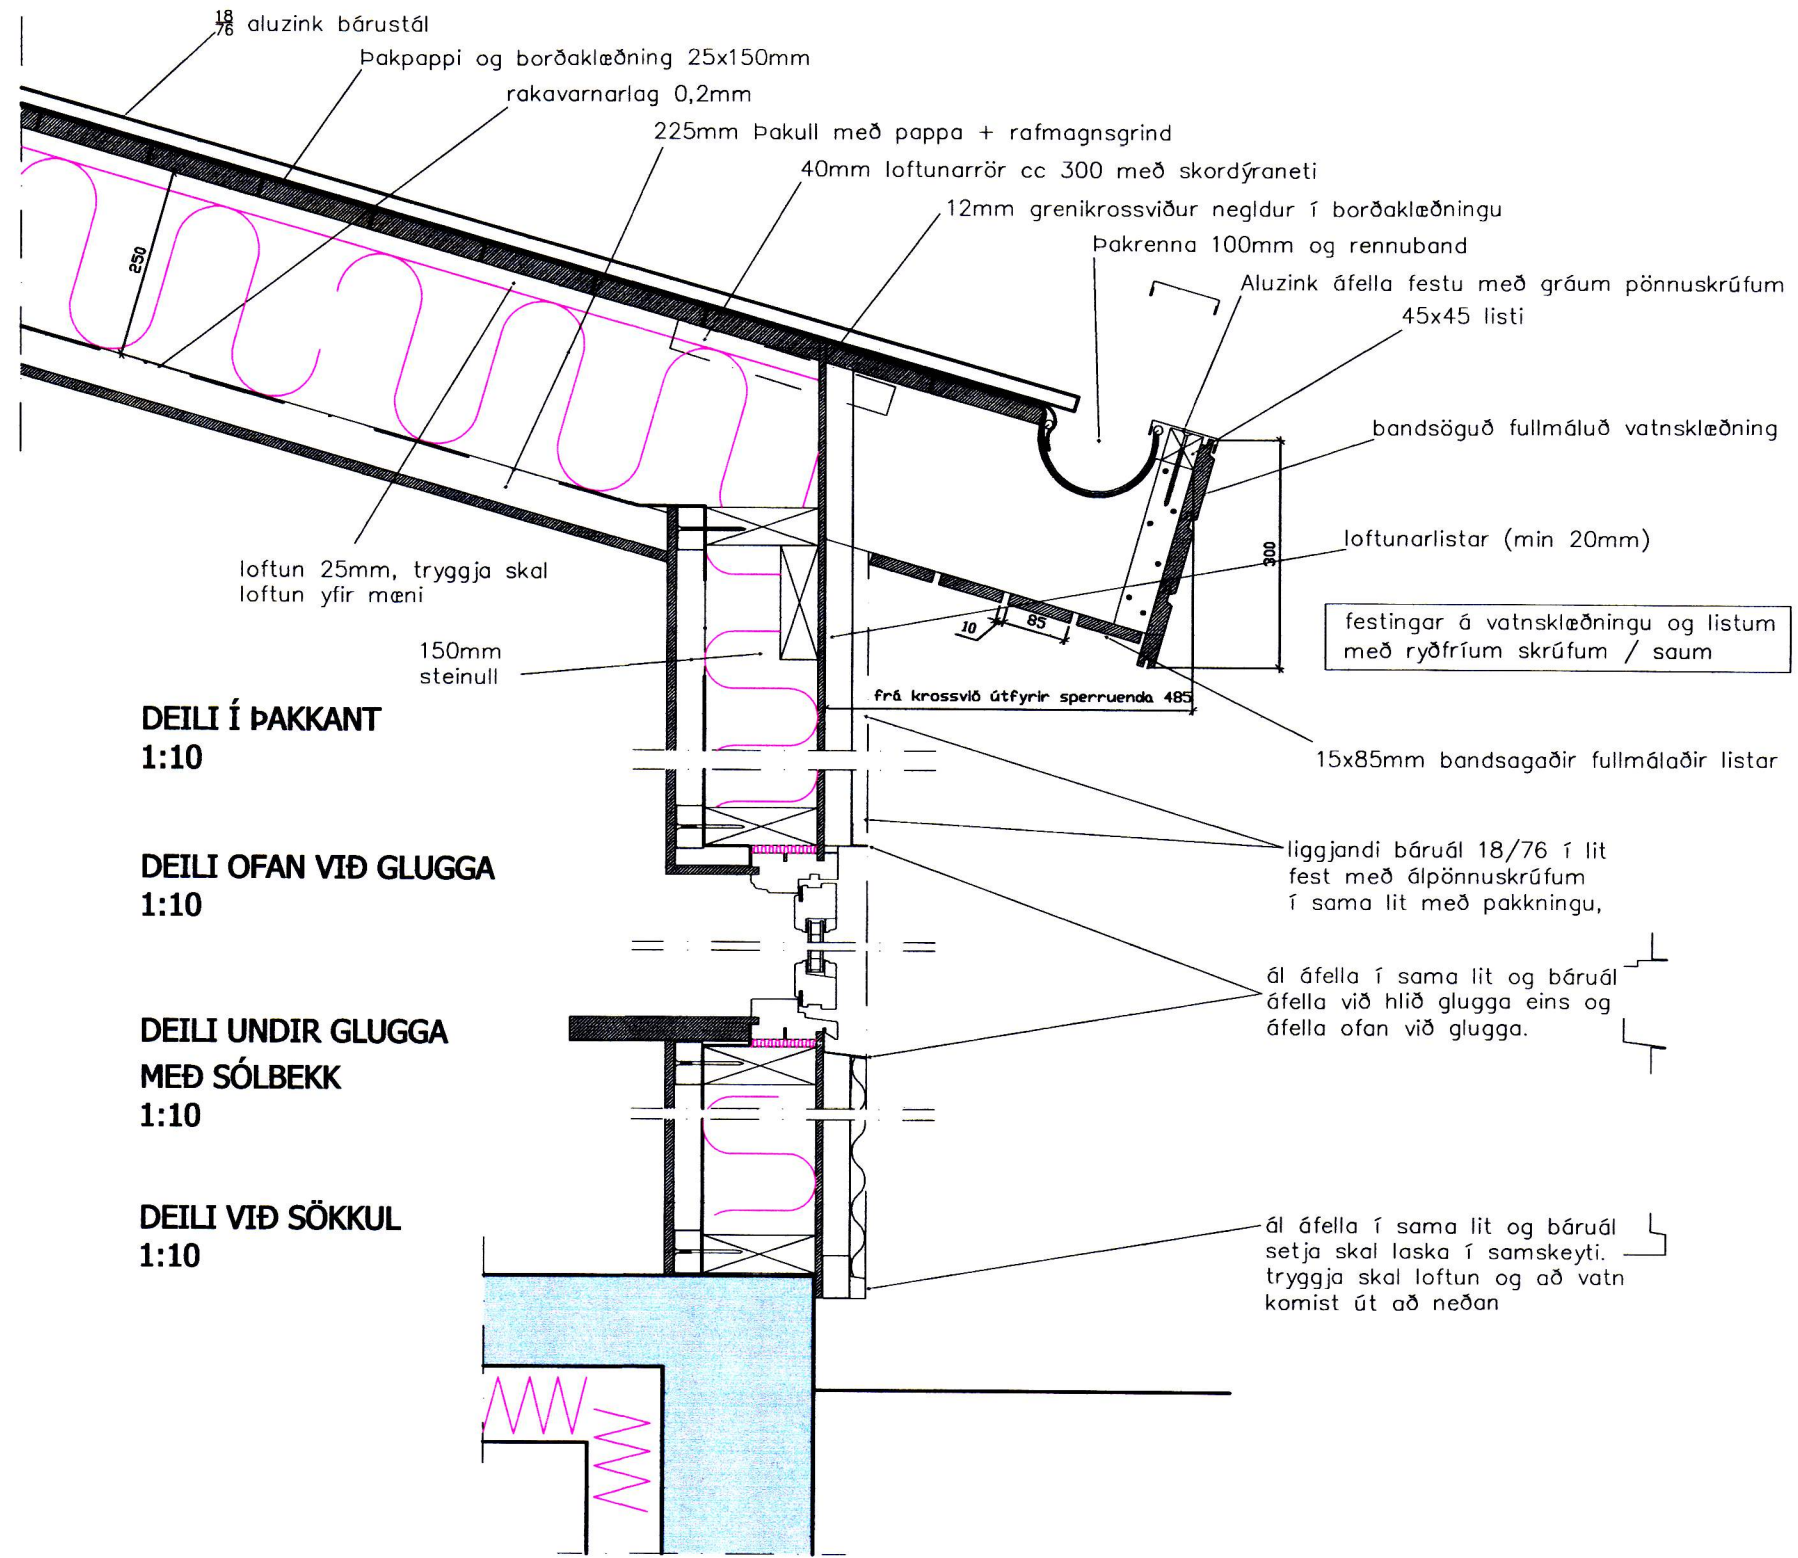 18
76 aluzink bárustál
Þakpappi og borðaklæðning 25x150mm
rakavarnarlag 0,2mm
225mm Þakull með pappa + rafmagnsgrind
40mm loftunarrör cc 300 með skordýraneti
12mm grenikrossviður negldur í borðaklæðningu
Þakrenna 100mm og rennuband
Aluzink áfella festu með gráum pönnuskrúfum
45x45 listi
250
bandsöguð fullmáluð vatnsklæðning
loftunarlistar (min 20mm)
300
loftun 25mm, tryggja skal
loftun yfir mæni
10
85
festingar á vatnsklæðningu og listum
með ryðfríum skrúfum / saum
150mm
steinull
frá krossvið útfyrir sperruenda 485
DEILI Í ÞAKKANT
1:10
15x85mm bandsagaðir fullmálaðir listar
DEILI OFAN VIÐ GLUGGA
1:10
liggjandi báruál 18/76 í lit
fest með álpönnuskrúfum
í sama lit með pakkningu,
ál áfella í sama lit og báruál
áfella við hlið glugga eins og
áfella ofan við glugga.
DEILI UNDIR GLUGGA
MEÐ SÓLBEKK
1:10
DEILI VIÐ SÖKKUL
1:10
ál áfella í sama lit og báruál
setja skal laska í samskeyti.
tryggja skal loftun og að vatn
komist út að neðan